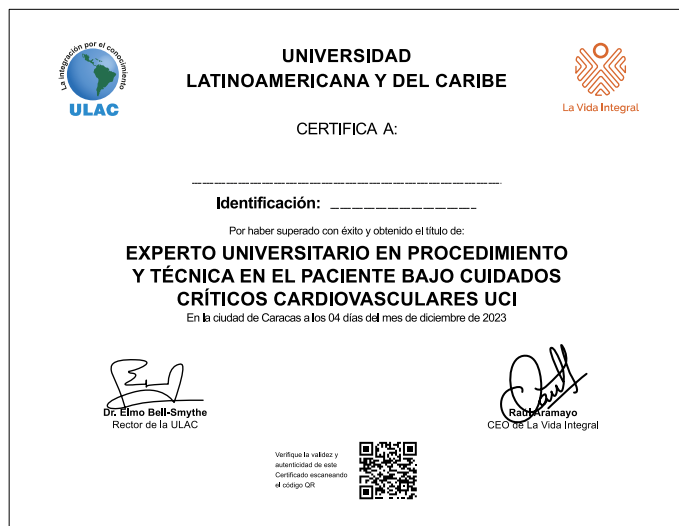 La integración por el conocimiento
ULAC
UNIVERSIDAD
LATINOAMERICANA Y DEL CARIBE
La Vida Integral
CERTIFICA A:
Identificación:
Por haber superado con éxito y obtenido el título de:
EXPERTO UNIVERSITARIO EN PROCEDIMIENTO
Y TÉCNICA EN EL PACIENTE BAJO CUIDADOS
CRÍTICOS CARDIOVASCULARES UCI
En la ciudad de Caracas a los 04 días del mes de diciembre de 2023
Dr. Elmo Bell-Smythe
Rector de la ULAC
Raúl Aramayo
CEO de La Vida Integral
Verifique la validez y
autenticidad de este
Certificado escaneando
el código QR